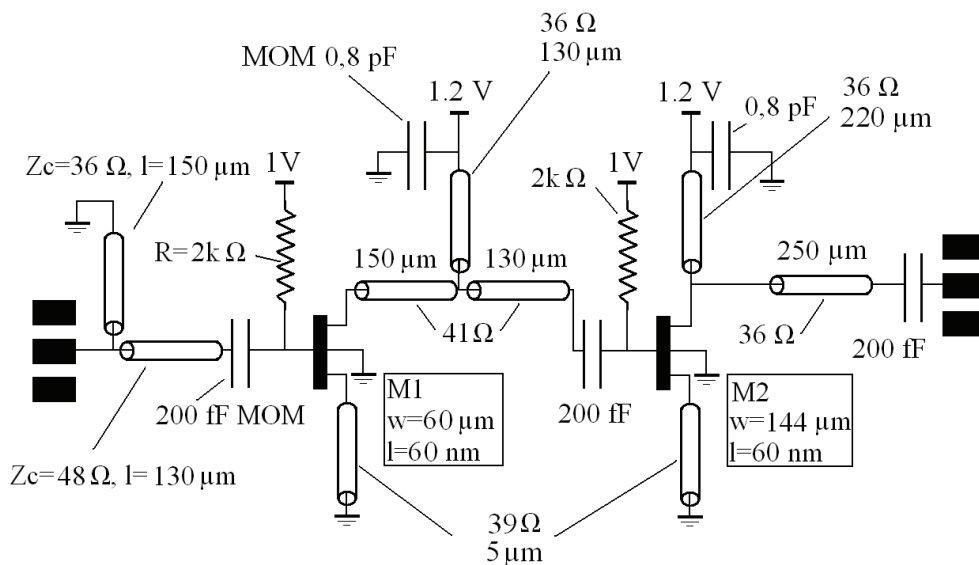 36 Ω
130 µm
MOM 0,8 pF
1.2 V
1.2 V
36 Ω
220 µm
0,8 pF
Zc=36 Ω, l=150 µm
1V
1V
2k Ω
R=2k Ω
150 µm
130 µm
250 µm
41Ω
36 Ω
200 fF
200 fF MOM
M1
w=60 µm
l=60 nm
200 fF
M2
w=144 µm
l=60 nm
Zc=48 Ω, l=130 µm
39Ω
5 µm